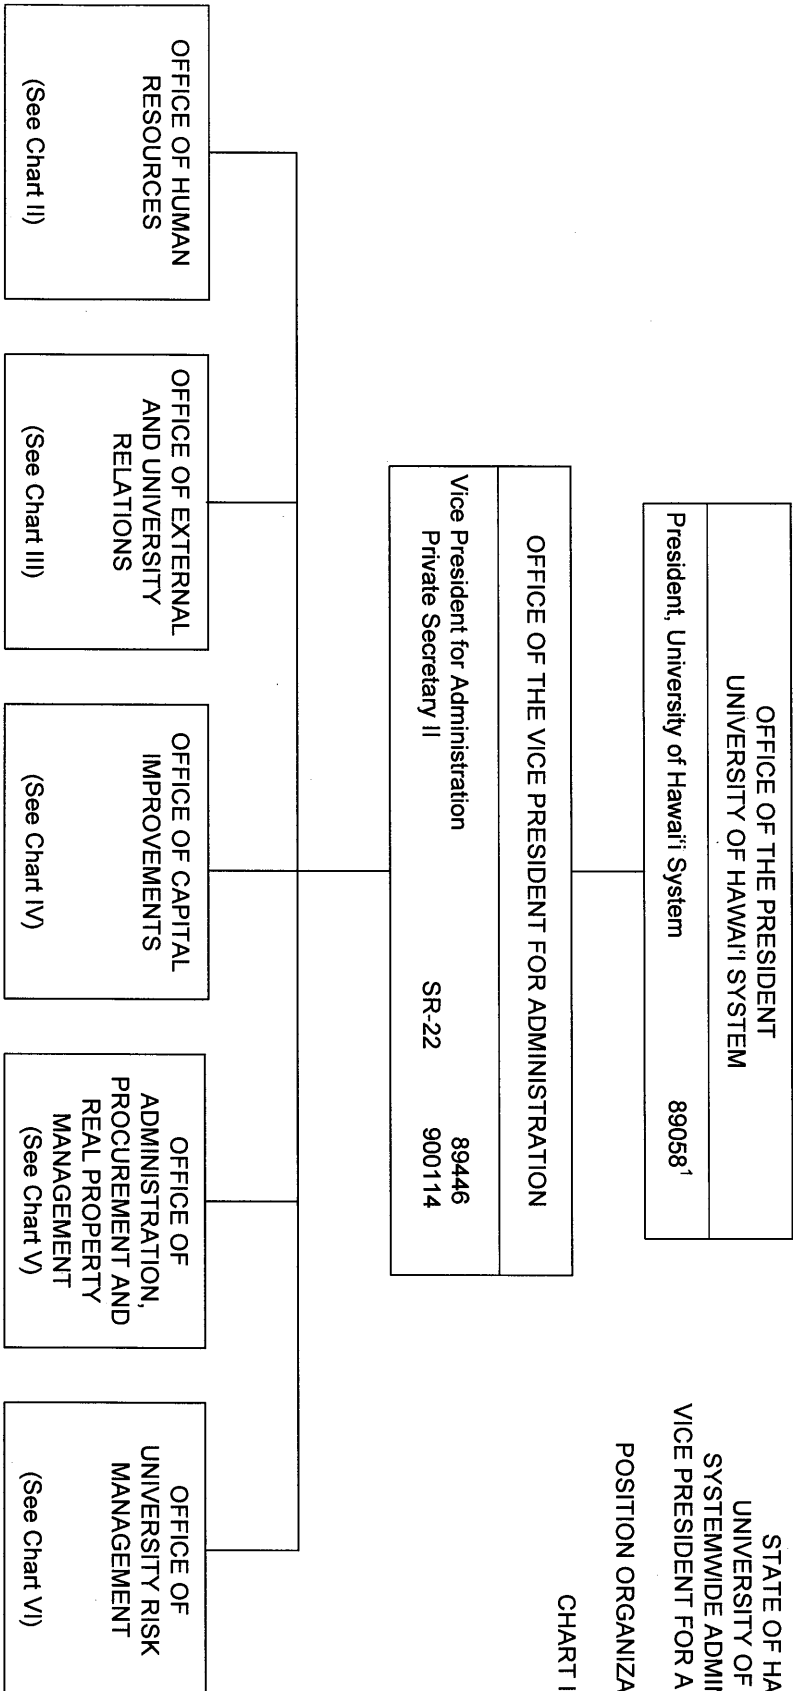 STATE OF HA
UNIVERSITY OF
SYSTEMWIDE ADMI
VICE PRESIDENT FOR A
POSITION ORGANIZA
CHART I
OFFICE OF THE PRESIDENT
UNIVERSITY OF HAWAI'I SYSTEM
President, University of Hawai'i System 89058¹
OFFICE OF THE VICE PRESIDENT FOR ADMINISTRATION
Vice President for Administration 89446
Private Secretary II SR-22 900114
OFFICE OF HUMAN
RESOURCES
(See Chart II)
OFFICE OF EXTERNAL
AND UNIVERSITY
RELATIONS
(See Chart III)
OFFICE OF CAPITAL
IMPROVEMENTS
(See Chart IV)
OFFICE OF
ADMINISTRATION,
PROCUREMENT AND
REAL PROPERTY
MANAGEMENT
(See Chart V)
OFFICE OF
UNIVERSITY RISK
MANAGEMENT
(See Chart VI)